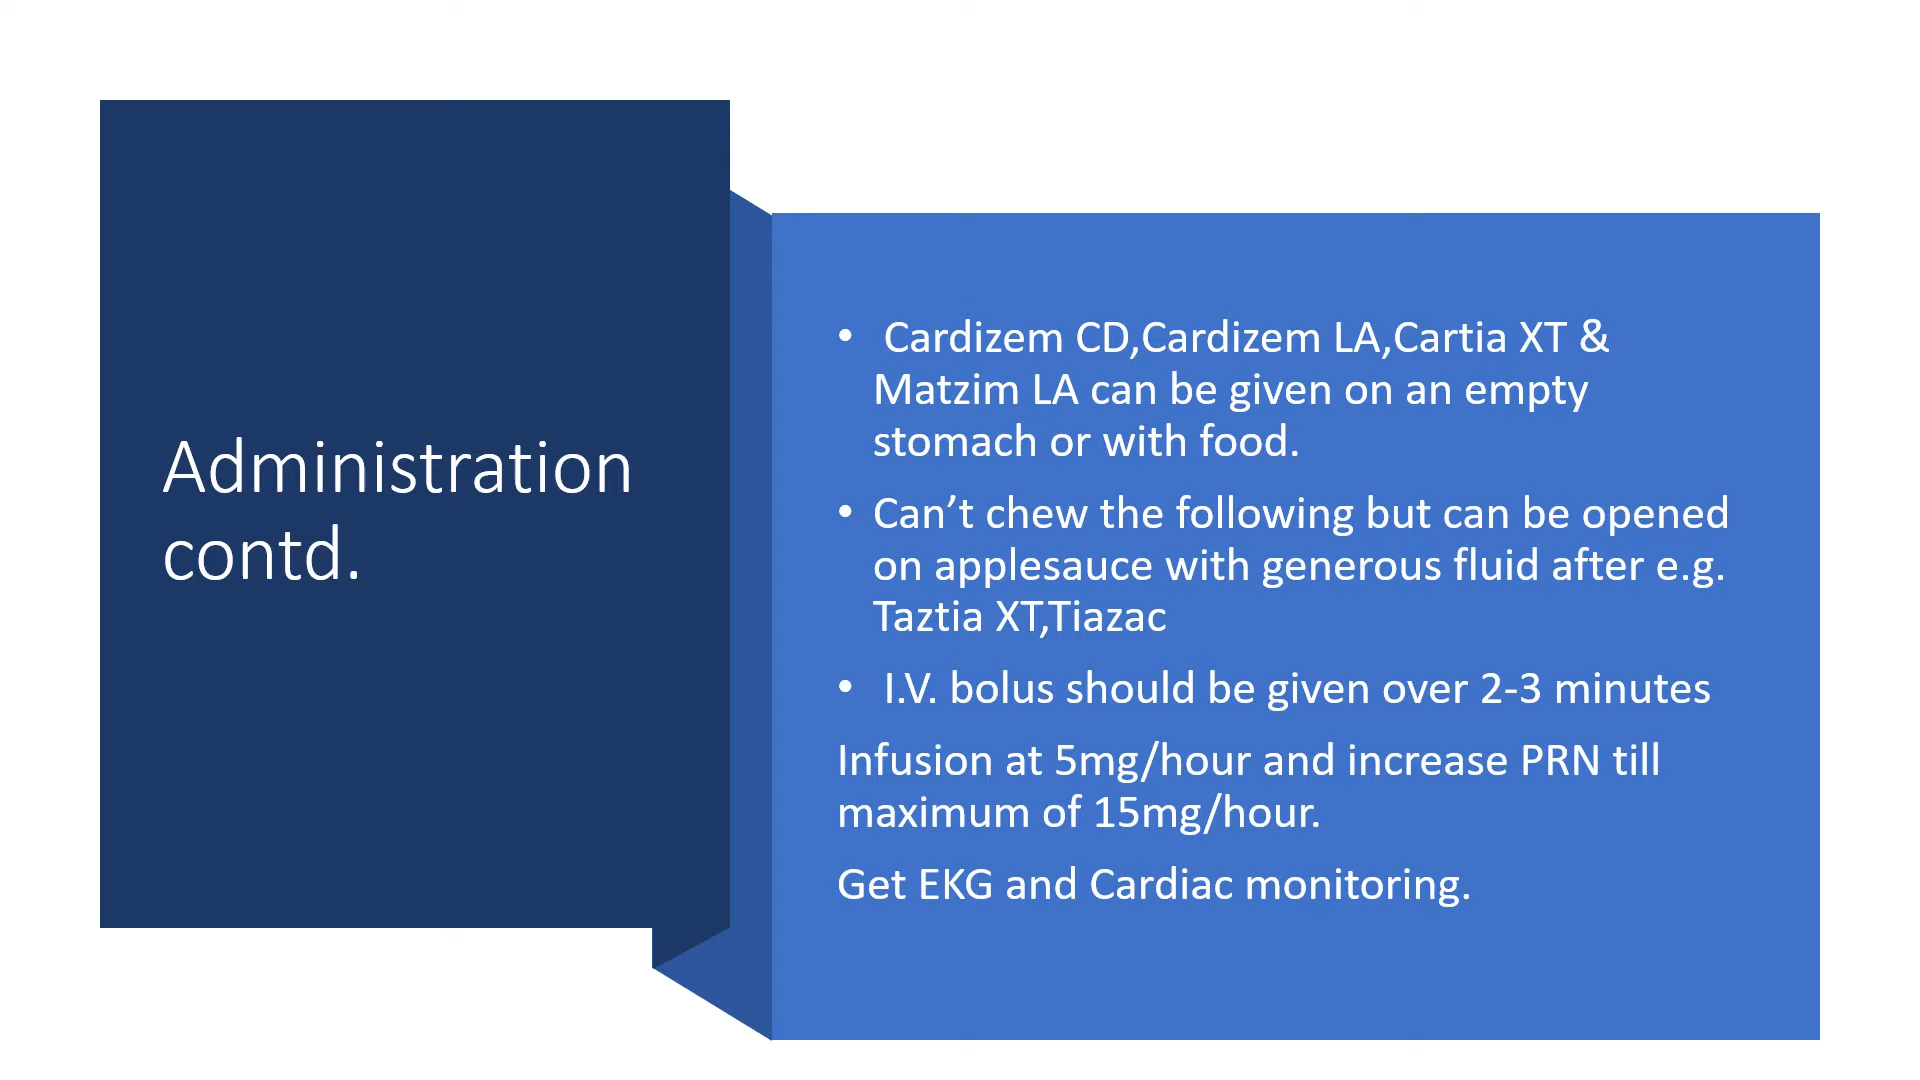 Administration
contd.
• Cardizem CD,Cardizem LA,Cartia XT &
Matzim LA can be given on an empty
stomach or with food.
• Can’t chew the following but can be opened
on applesauce with generous fluid after e.g.
Taztia XT,Tiazac
• I.V. bolus should be given over 2-3 minutes
Infusion at 5mg/hour and increase PRN till
maximum of 15mg/hour.
Get EKG and Cardiac monitoring.